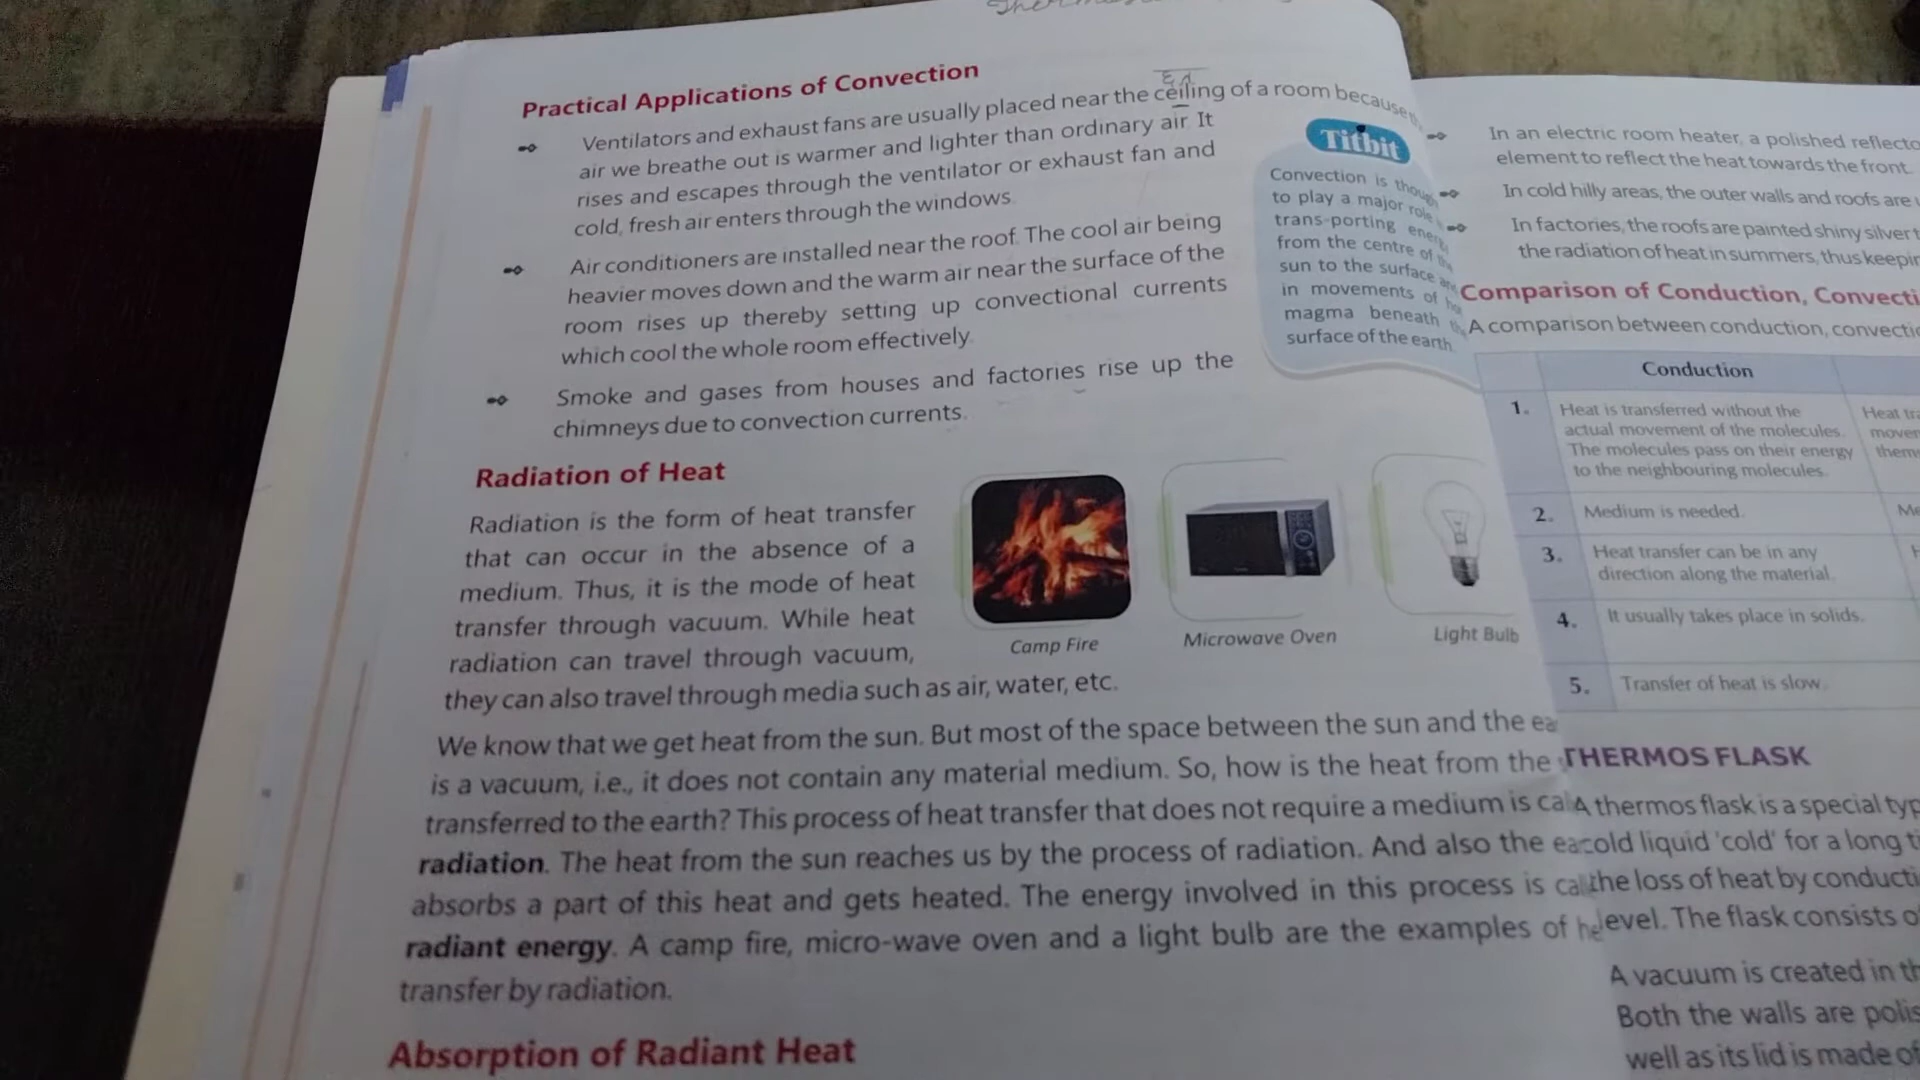 Practical Applications of Convection
Ventilators and exhaust fans are usually placed near the ceiling of a room because
air we breathe out is warmer and lighter than ordinary air. It
rises and escapes through the ventilator or exhaust fan and
cold, fresh air enters through the windows.
Air conditioners are installed near the roof. The cool air being
heavier moves down and the warm air near the surface of the
room rises up thereby setting up convectional currents
which cool the whole room effectively.
Smoke and gases from houses and factories rise up the
chimneys due to convection currents.
Titbit
Convection is
to play a major role
trans-porting
from the centre of
sun to the surface
in movements of
magma beneath
surface of the earth.
Radiation of Heat
Radiation is the form of heat transfer
that can occur in the absence of a
medium. Thus, it is the mode of heat
transfer through vacuum. While heat
radiation can travel through vacuum,
they can also travel through media such as air, water, etc.
Camp Fire
Microwave Oven
Light Bulb
We know that we get heat from the sun. But most of the space between the sun and the
is a vacuum, i.e., it does not contain any material medium. So, how is the heat from the
transferred to the earth? This process of heat transfer that does not require a medium is
radiation. The heat from the sun reaches us by the process of radiation. And also the
absorbs a part of this heat and gets heated. The energy involved in this process is
radiant energy. A camp fire, micro-wave oven and a light bulb are the examples of
transfer by radiation.
Absorption of Radiant Heat
In an electric room heater, a polished
element to reflect the heat towards the front.
In cold hilly areas, the outer walls and roofs are
In factories, the roofs are painted shiny silver
the radiation of heat in summers, thus
Comparison of Conduction,
A comparison between conduction,
Conduction
1. Heat is transferred without the
actual movement of the molecules.
The molecules pass on their energy
to the neighbouring molecules.
Heat
2. Medium is needed.
3. Heat transfer can be in any
direction along the material.
4. It usually takes place in solids.
5. Transfer of heat is slow.
THERMOS FLASK
A thermos flask is a special
cold liquid 'cold' for a long
the loss of heat by
level. The flask consists
A vacuum is created in
Both the walls are
well as its lid is made of